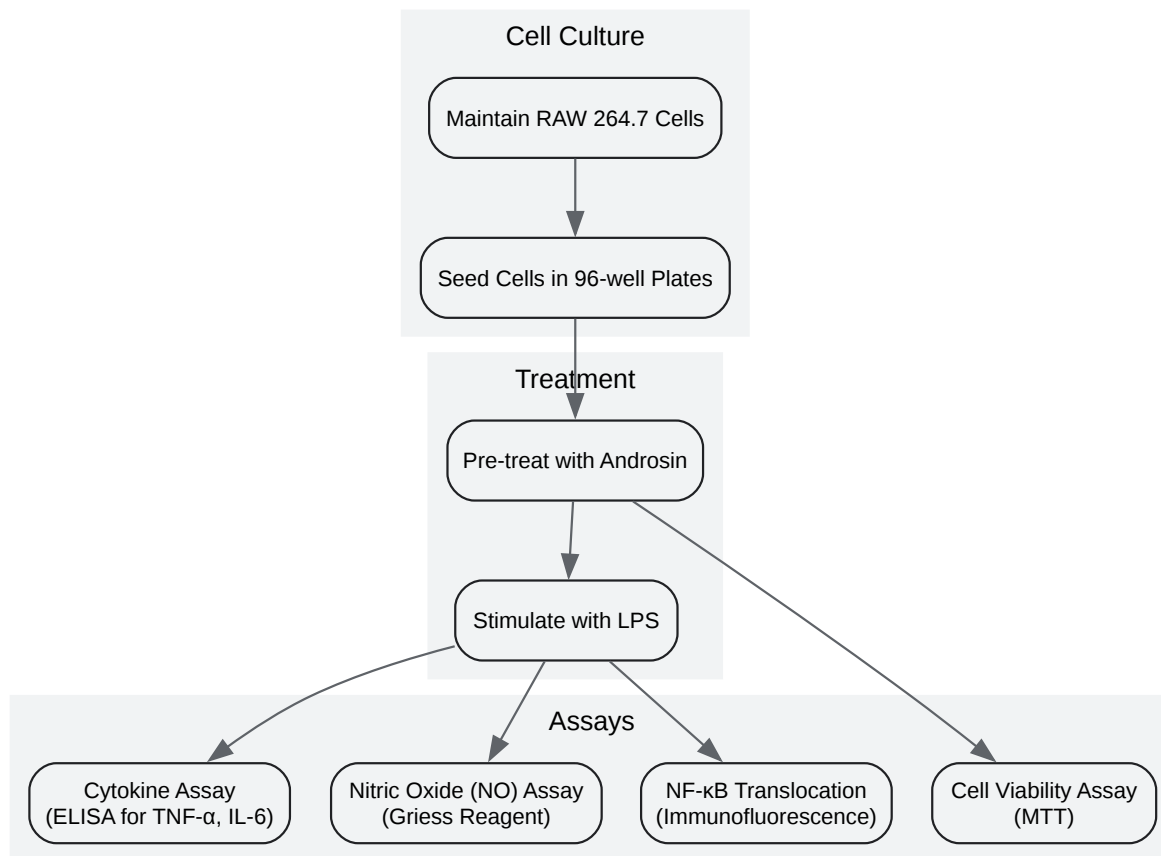 Cell Culture
Maintain RAW 264.7 Cells
Seed Cells in 96-well Plates
Treatment
Pre-treat with Androsin
Stimulate with LPS
Assays
Cytokine Assay
(ELISA for TNF-α, IL-6)
Nitric Oxide (NO) Assay
(Griess Reagent)
NF-κB Translocation
(Immunofluorescence)
Cell Viability Assay
(MTT)